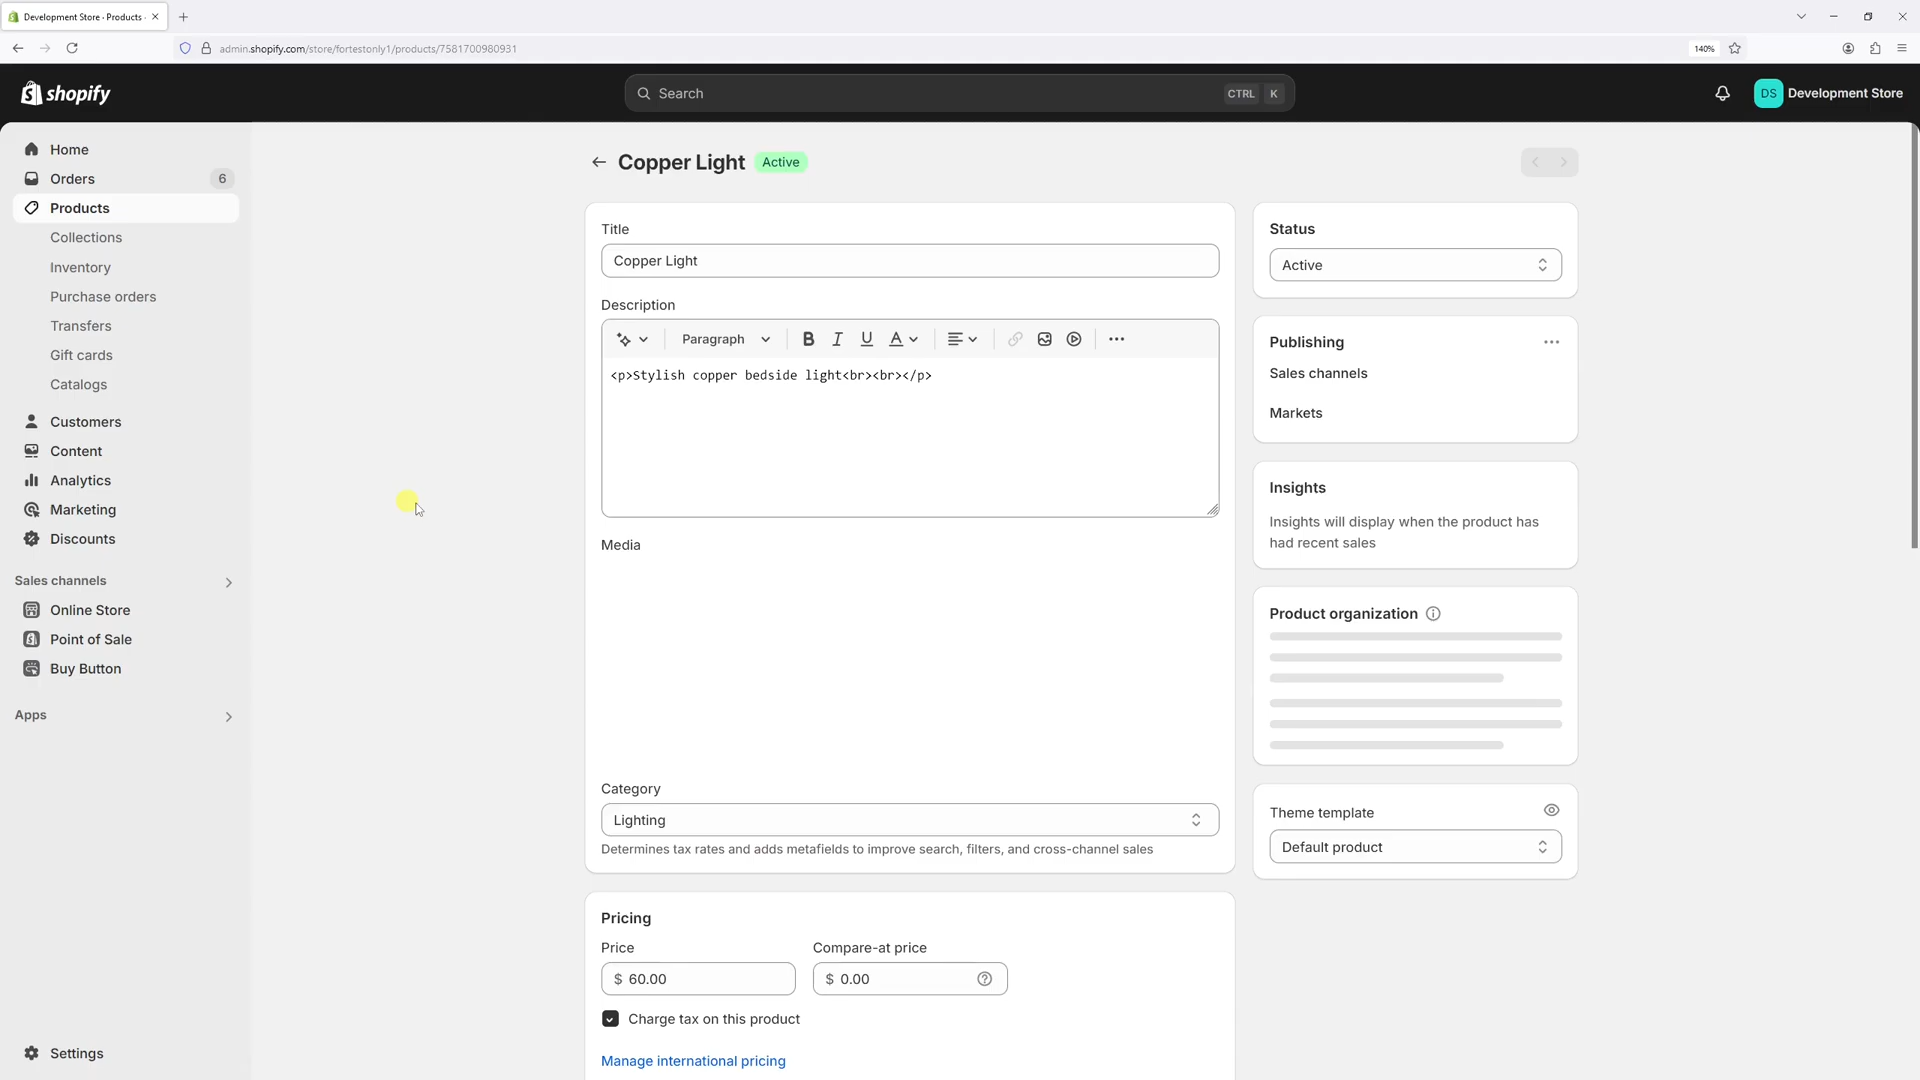 Development Store · Products ·
admin.shopify.com/store/fortestonly1/products/7581700980931
140%
shopify
Search
CTRL K
DS Development Store
Home
Orders 6
Products
Collections
Inventory
Purchase orders
Transfers
Gift cards
Catalogs
Customers
Content
Analytics
Marketing
Discounts
Sales channels
Online Store
Point of Sale
Buy Button
Apps
Settings
Copper Light Active
Title
Copper Light
Description
Paragraph B I U A
<p>Stylish copper bedside light<br><br></p>
Media
Category
Lighting
Determines tax rates and adds metafields to improve search, filters, and cross-channel sales
Pricing
Price Compare-at price
$ 60.00 $ 0.00
Charge tax on this product
Manage international pricing
Status
Active
Publishing
Sales channels
Markets
Insights
Insights will display when the product has
had recent sales
Product organization
Theme template
Default product